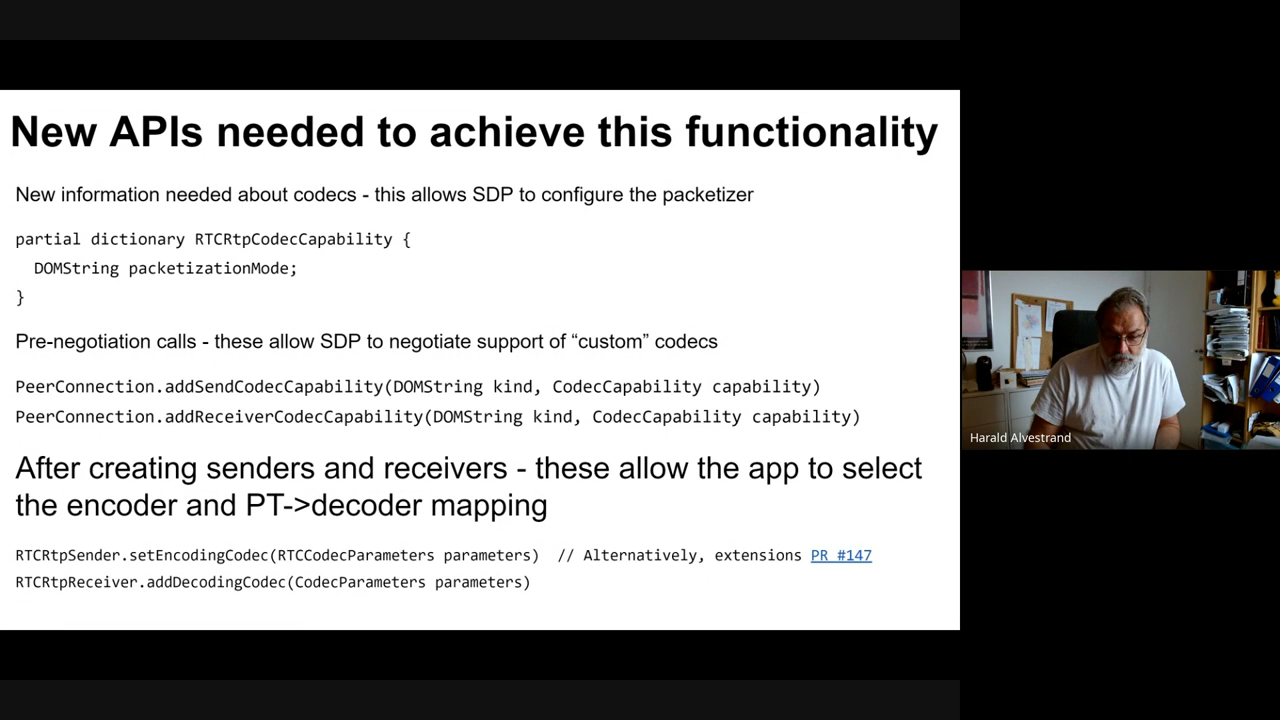 New APIs needed to achieve this functionality
New information needed about codecs - this allows SDP to configure the packetizer
partial dictionary RTCRtpCodecCapability {
DOMString packetizationMode;
}
Pre-negotiation calls - these allow SDP to negotiate support of “custom” codecs
PeerConnection.addSendCodecCapability(DOMString kind, CodecCapability capability)
PeerConnection.addReceiverCodecCapability(DOMString kind, CodecCapability capability)
After creating senders and receivers - these allow the app to select
the encoder and PT->decoder mapping
RTCRtpSender.setEncodingCodec(RTCCodecParameters parameters)  // Alternatively, extensions PR #147
RTCRtpReceiver.addDecodingCodec(CodecParameters parameters)
Harald Alvestrand